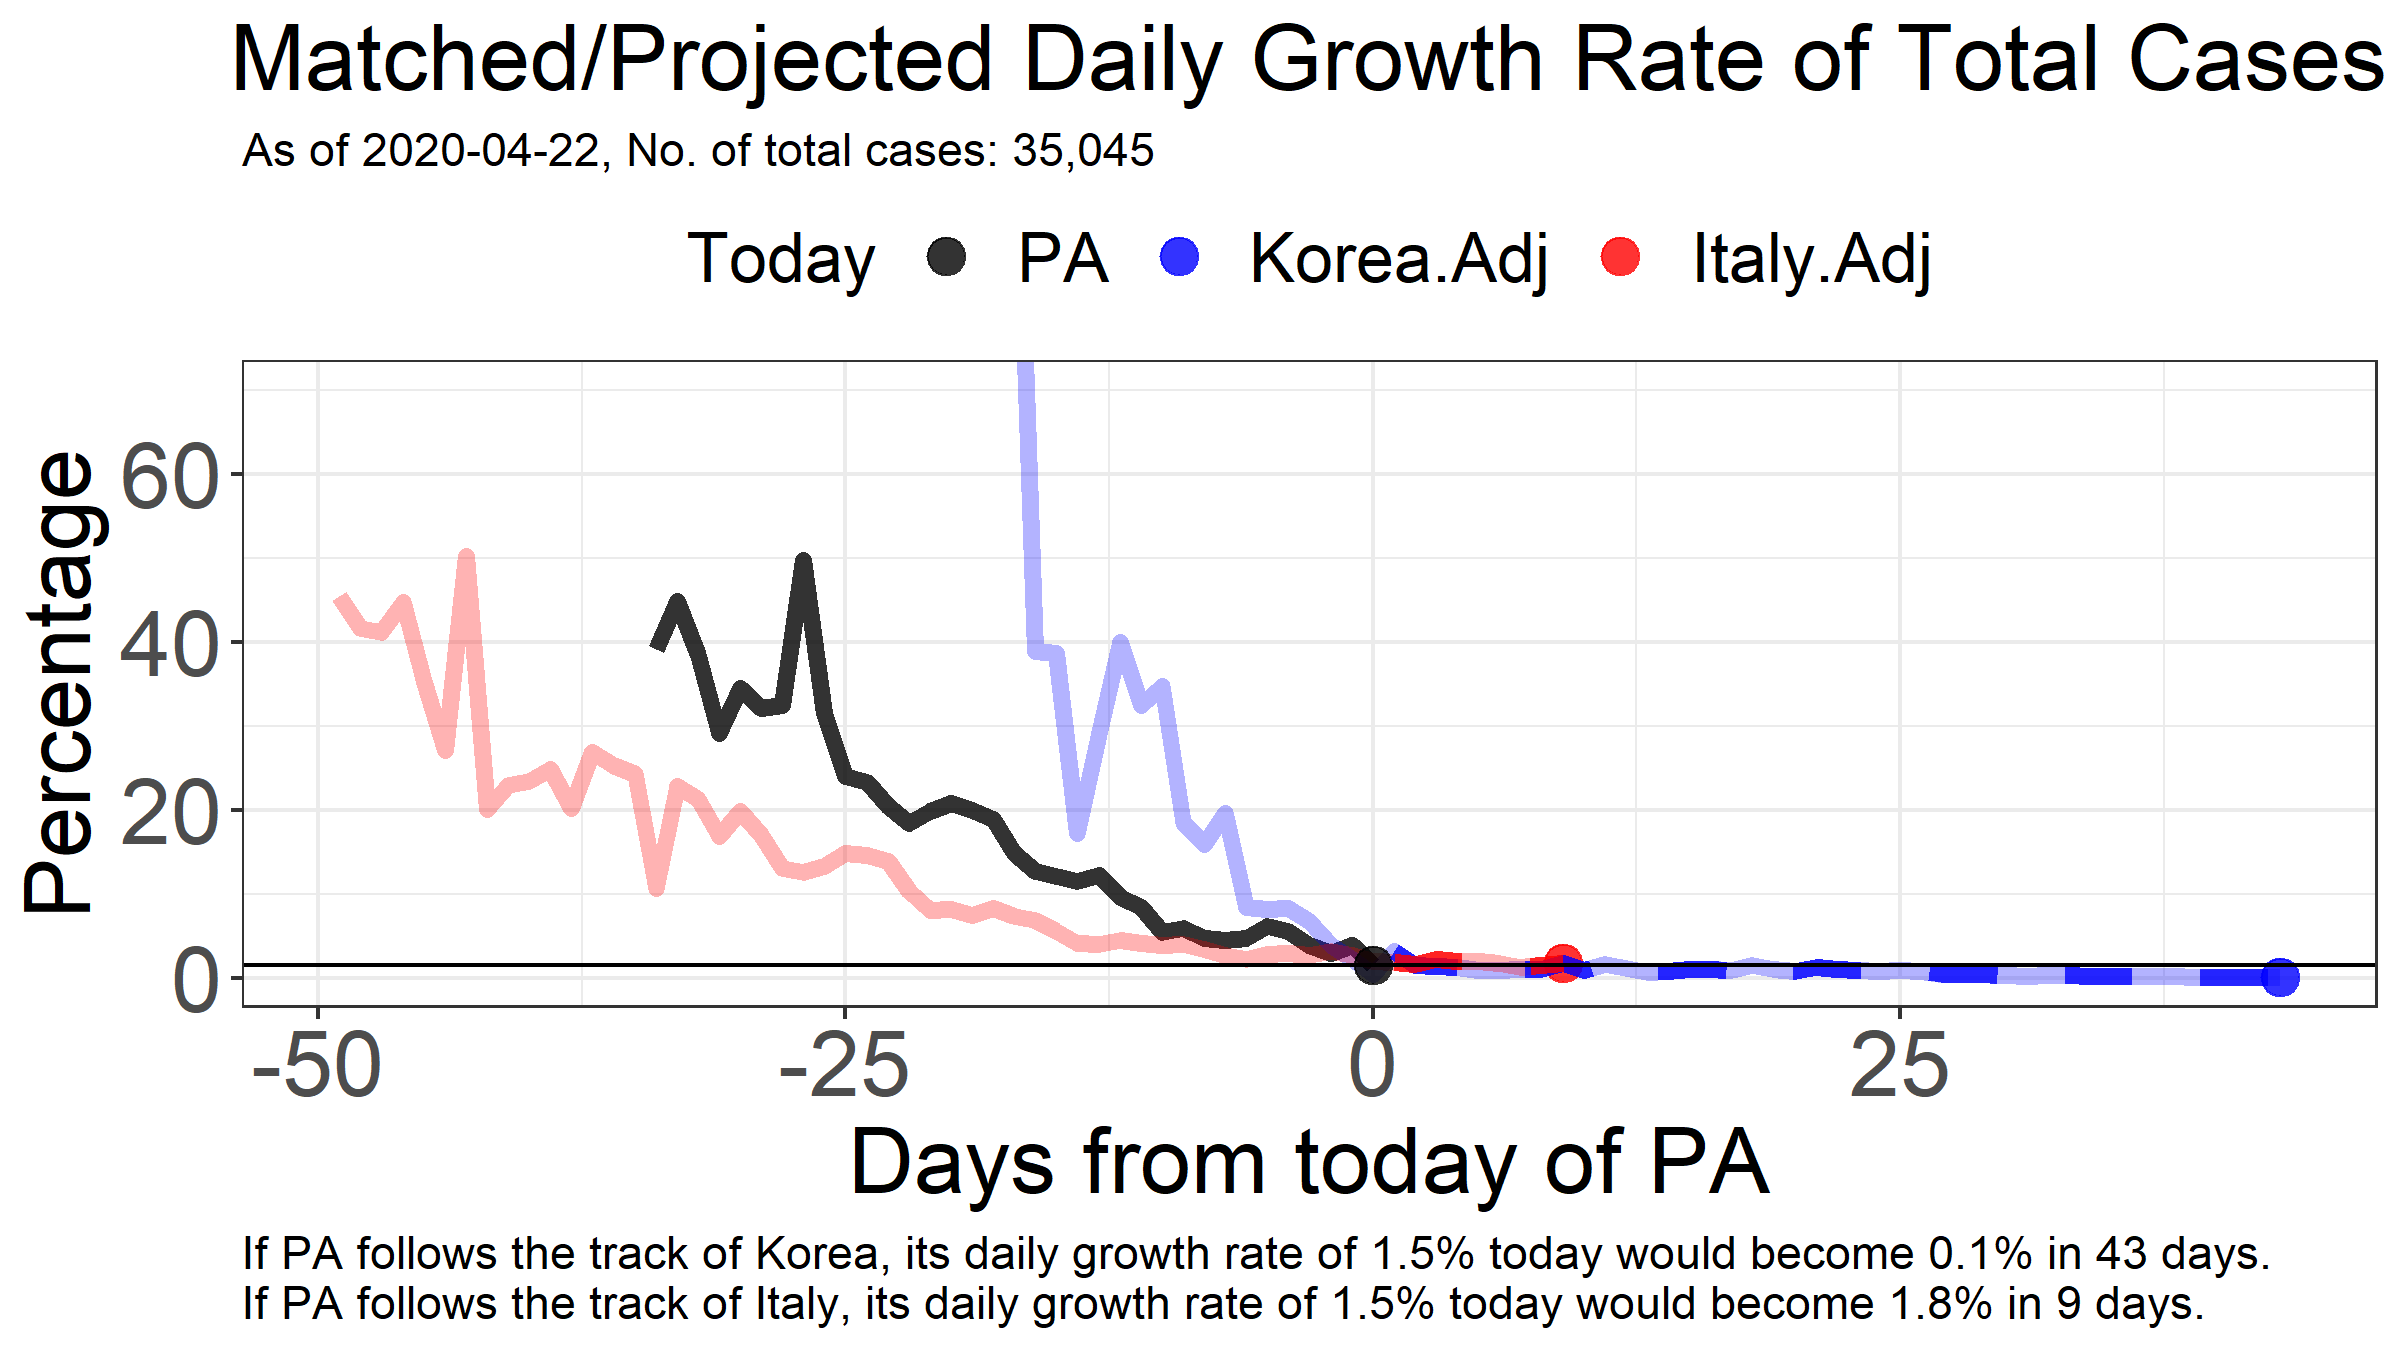 Matched/Projected Daily Growth Rate of Total Cases
As of 2020-04-22, No. of total cases: 35,045
Today PA Korea.Adj Italy.Adj
Percentage
60
40
20
0
-50 -25 0 25
Days from today of PA
If PA follows the track of Korea, its daily growth rate of 1.5% today would become 0.1% in 43 days.
If PA follows the track of Italy, its daily growth rate of 1.5% today would become 1.8% in 9 days.